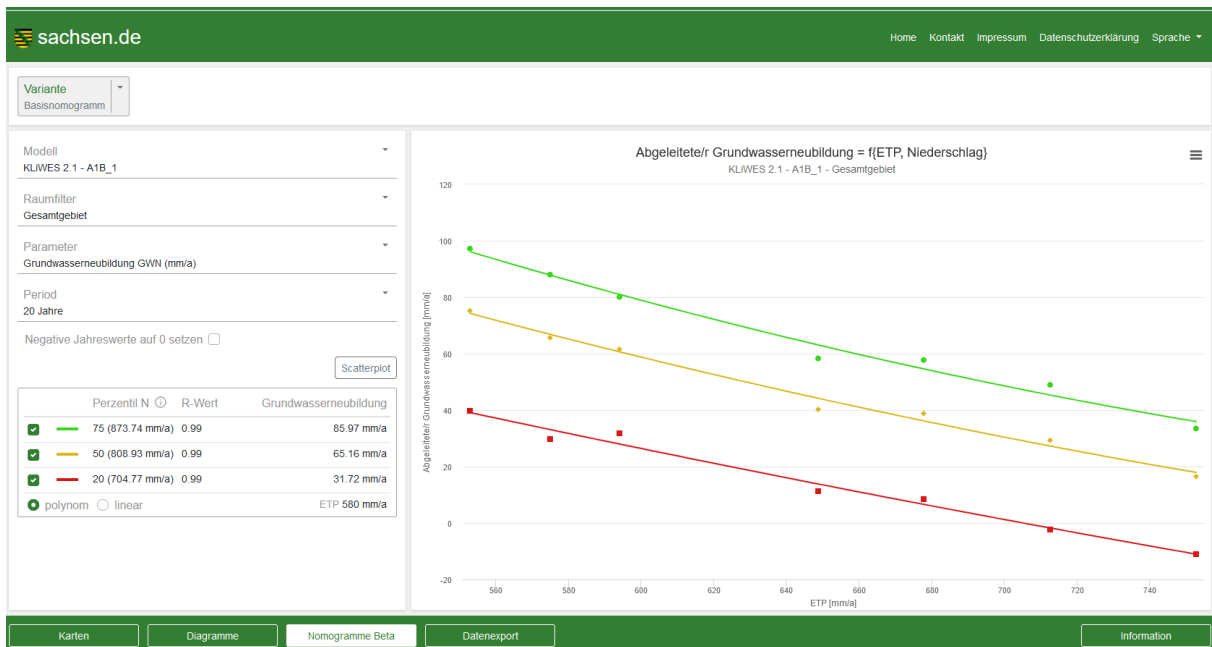 sachsen.de
Home Kontakt Impressum Datenschutzerklärung Sprache
Variante
Basisnomogramm
Modell
KLiWES 2.1 - A1B_1
Raumfilter
Gesamtgebiet
Parameter
Grundwasserneubildung GWN (mm/a)
Period
20 Jahre
Negative Jahreswerte auf 0 setzen
Scatterplot
Perzentil N R-Wert Grundwasserneubildung
75 (873.74 mm/a) 0.99 85.97 mm/a
50 (808.93 mm/a) 0.99 65.16 mm/a
20 (704.77 mm/a) 0.99 31.72 mm/a
polynom linear ETP 580 mm/a
Abgeleitete/r Grundwasserneubildung = f{ETP, Niederschlag}
KLiWES 2.1 - A1B_1 - Gesamtgebiet
Abgeleitete/r Grundwasserneubildung [mm/a]
120
100
80
60
40
20
0
-20
560 580 600 620 640 660 680 700 720 740
ETP [mm/a]
Karten Diagramme Nomogramme Beta Datenexport Information